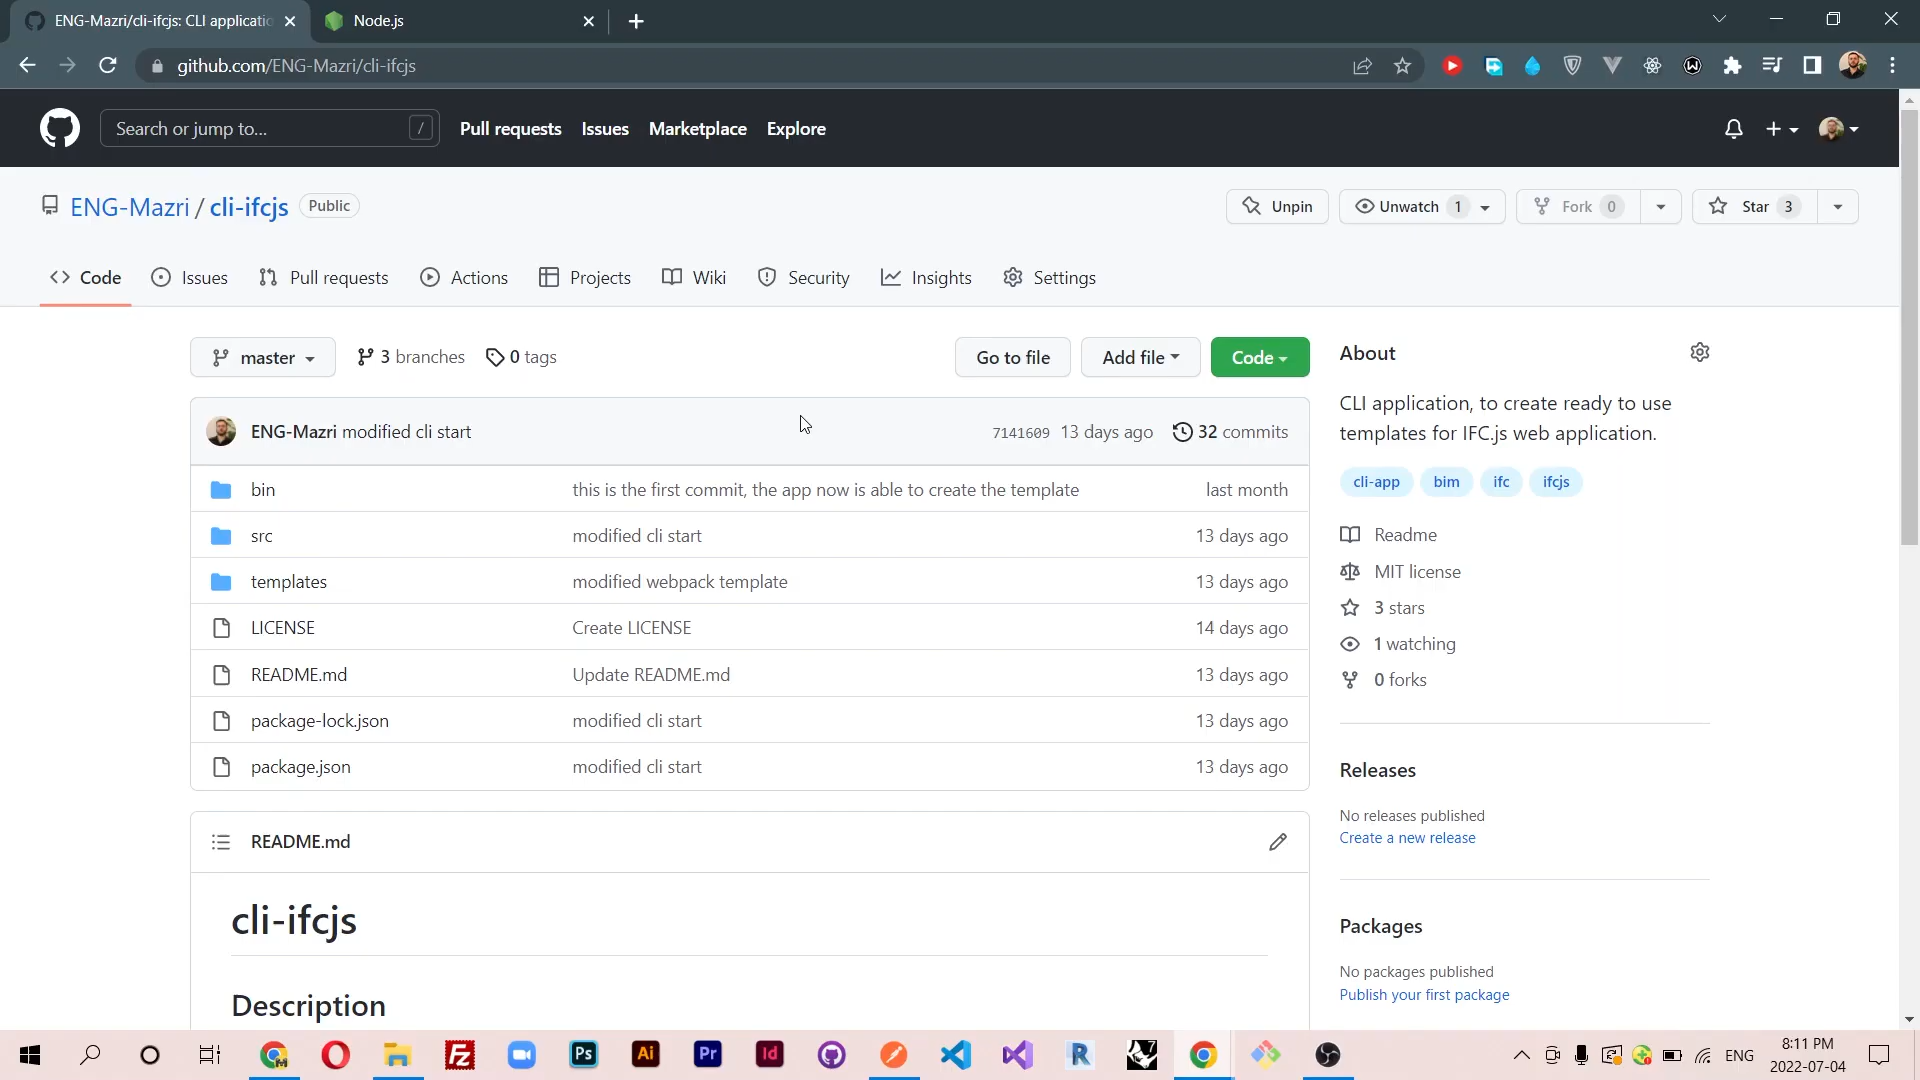 ENG-Mazri/cli-ifcjs: CLI applicatio
Node.js
github.com/ENG-Mazri/cli-ifcjs
Search or jump to...
/
Pull requests
Issues
Marketplace
Explore
ENG-Mazri / cli-ifcjs
Public
Unpin
Unwatch 1
Fork 0
Star 3
Code
Issues
Pull requests
Actions
Projects
Wiki
Security
Insights
Settings
master
3 branches
0 tags
Go to file
Add file
Code
ENG-Mazri modified cli start
7141609 13 days ago
32 commits
bin this is the first commit, the app now is able to create the template last month
src modified cli start 13 days ago
templates modified webpack template 13 days ago
LICENSE Create LICENSE 14 days ago
README.md Update README.md 13 days ago
package-lock.json modified cli start 13 days ago
package.json modified cli start 13 days ago
README.md
cli-ifcjs
Description
About
CLI application, to create ready to use
templates for IFC.js web application.
cli-app bim ifc ifcjs
Readme
MIT license
3 stars
1 watching
0 forks
Releases
No releases published
Create a new release
Packages
No packages published
Publish your first package
Ps
Ai
Pr
Id
R
7
ENG
8:11 PM
2022-07-04